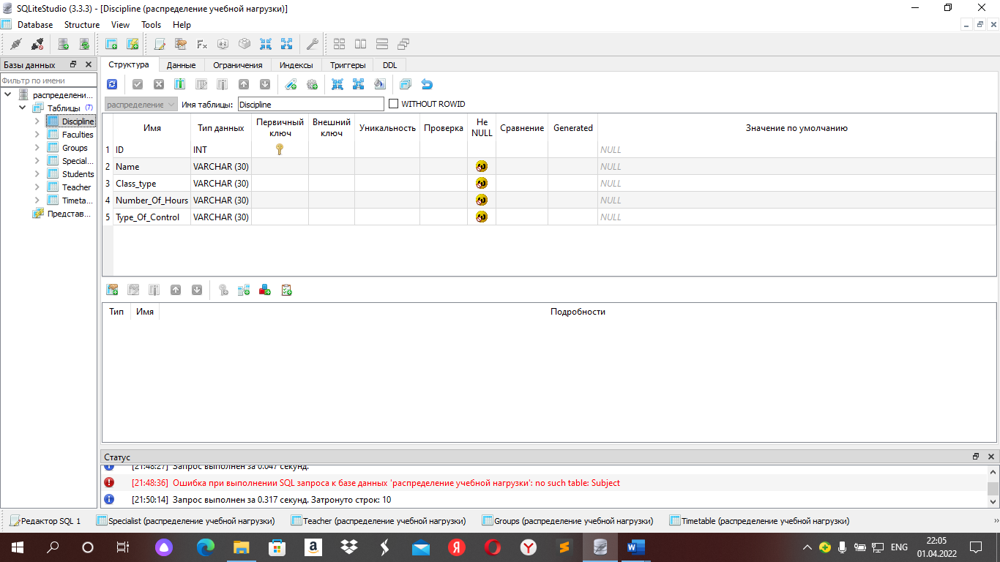 SQLiteStudio (3.3.3) - [Discipline (распределение учебной нагрузки)]
Database Structure View Tools Help
Базы данных
Фильтр по имени
распределени...
Таблицы (7)
Discipline
Faculties
Groups
Special...
Students
Teacher
Timeta...
Представ...
Структура Данные Ограничения Индексы Триггеры DDL
распределение Имя таблицы: Discipline WITHOUT ROWID
Имя Тип данных Первичный ключ Внешний ключ Уникальность Проверка Не NULL Сравнение Generated Значение по умолчанию
1 ID INT NULL
2 Name VARCHAR (30) NULL
3 Class_type VARCHAR (30) NULL
4 Number_Of_Hours VARCHAR (30) NULL
5 Type_Of_Control VARCHAR (30) NULL
Тип Имя Подробности
Статус
[21:48:27] Запрос выполнен за 0.047 секунд.
[21:48:36] Ошибка при выполнении SQL запроса к базе данных 'распределение учебной нагрузки': no such table: Subject
[21:50:14] Запрос выполнен за 0.317 секунд. Затронуто строк: 10
Редактор SQL 1 Specialist (распределение учебной нагрузки) Teacher (распределение учебной нагрузки) Groups (распределение учебной нагрузки) Timetable (распределение учебной нагрузки)
ENG 22:05
01.04.2022